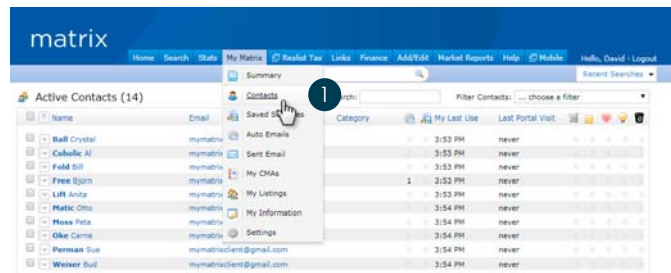 matrix
Home Search Stats My Matrix Realist Tax Links Finance Add/Edit Market Reports Help Mobile Hello, David · Logout
Summary Recent Searches
Active Contacts (14) Contacts 1 Filter Contacts: ... choose a filter
Name Email Category My Last Use Last Portal Visit
Ball Crystal Auto Emails 3:53 PM never
Cobolic Al Sent Email 3:53 PM never
Fold Bill 3:53 PM never
Free Bjorn My CMAs 1 3:53 PM never
Lift Anita My Listings 3:53 PM never
Matic Otto 3:54 PM never
Moss Pete My Information 3:54 PM never
Oke Carrie Settings 3:54 PM never
Perman Sue mymatrixclient@gmail.com 3:54 PM never
Weiser Bud mymatrixclient@gmail.com 3:54 PM never